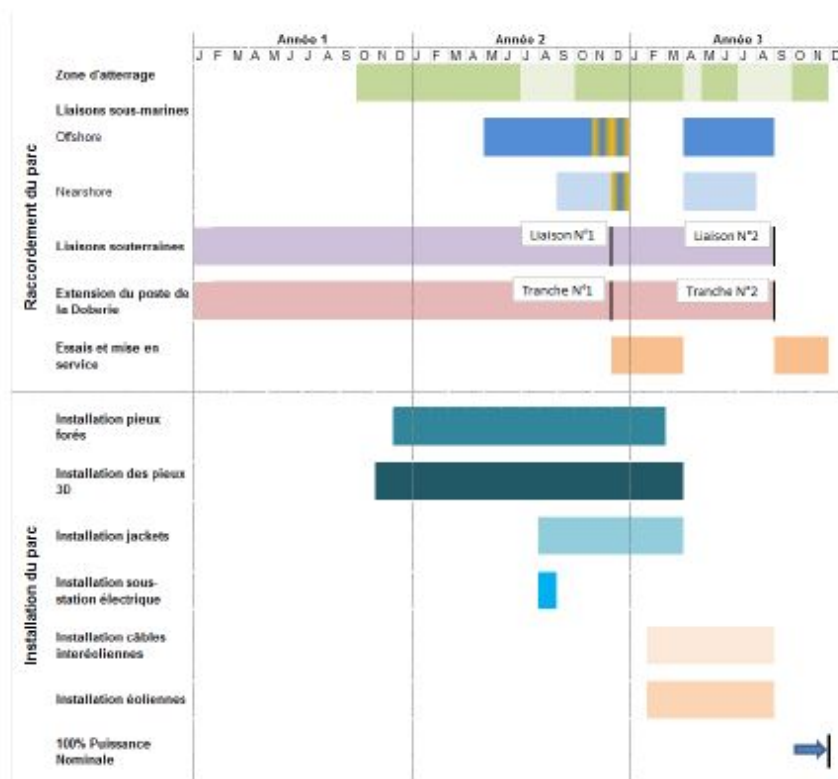 Année 1 Année 2 Année 3
J F M A M J J A S O N D J F M A M J J A S O N D J F M A M J J A S O N D
Raccordement du parc
Zone d'atterrage
Liaisons sous-marines
Offshore
Nearshore
Liaisons souterraines
Liaison N°1
Liaison N°2
Extension du poste de
la Doberie
Tranche N°1
Tranche N°2
Essais et mise en
service
Installation du parc
Installation pieux
forés
Installation des pieux
3D
Installation jackets
Installation sous-
station électrique
Installation câbles
interéoliennes
Installation éoliennes
100% Puissance
Nominale